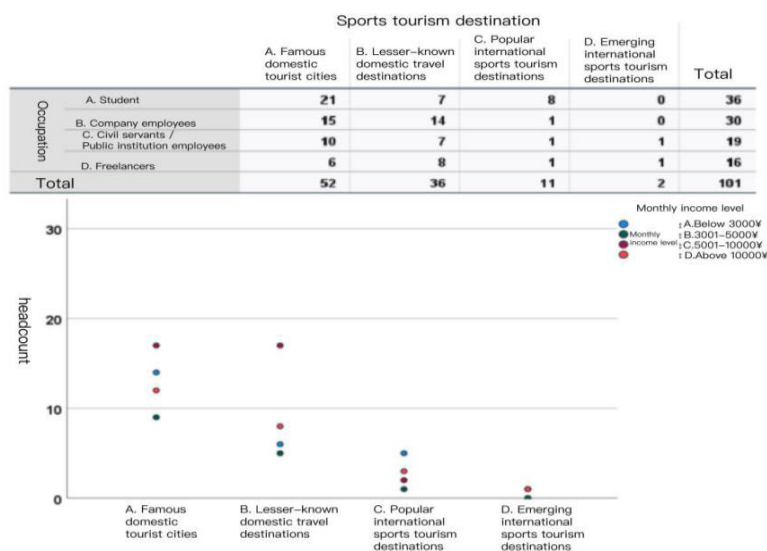 Sports tourism destination
A. Famous domestic tourist cities
B. Lesser-known domestic travel destinations
C. Popular international sports tourism destinations
D. Emerging international sports tourism destinations
Total
Occupation
A. Student 21 7 8 0 36
B. Company employees 15 14 1 0 30
C. Civil servants / Public institution employees 10 7 1 1 19
D. Freelancers 6 8 1 1 16
Total 52 36 11 2 101
Monthly income level
Monthly income level
: A.Below 3000¥
: B.3001-5000¥
: C.5001-10000¥
: D.Above 10000¥
headcount
30
20
10
0
A. Famous domestic tourist cities
B. Lesser-known domestic travel destinations
C. Popular international sports tourism destinations
D. Emerging international sports tourism destinations